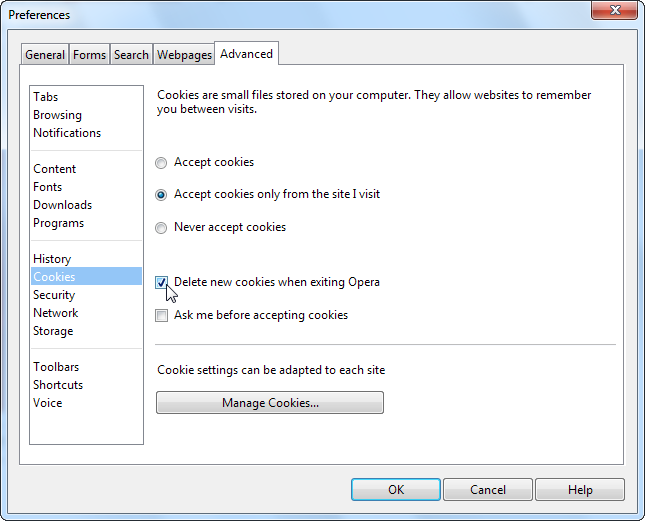 Preferences
General Forms Search Webpages Advanced
Tabs
Browsing
Notifications
Content
Fonts
Downloads
Programs
History
Cookies
Security
Network
Storage
Toolbars
Shortcuts
Voice
Cookies are small files stored on your computer. They allow websites to remember
you between visits.
Accept cookies
Accept cookies only from the site I visit
Never accept cookies
Delete new cookies when exiting Opera
Ask me before accepting cookies
Cookie settings can be adapted to each site
Manage Cookies...
OK Cancel Help